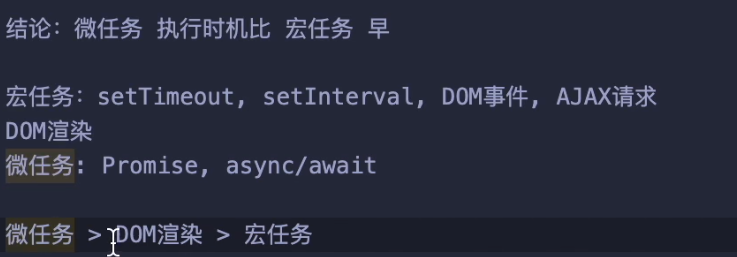 结论：微任务 执行时机比 宏任务 早
宏任务：setTimeout, setInterval, DOM事件, AJAX请求
DOM渲染
微任务: Promise, async/await
微任务 > DOM渲染 > 宏任务